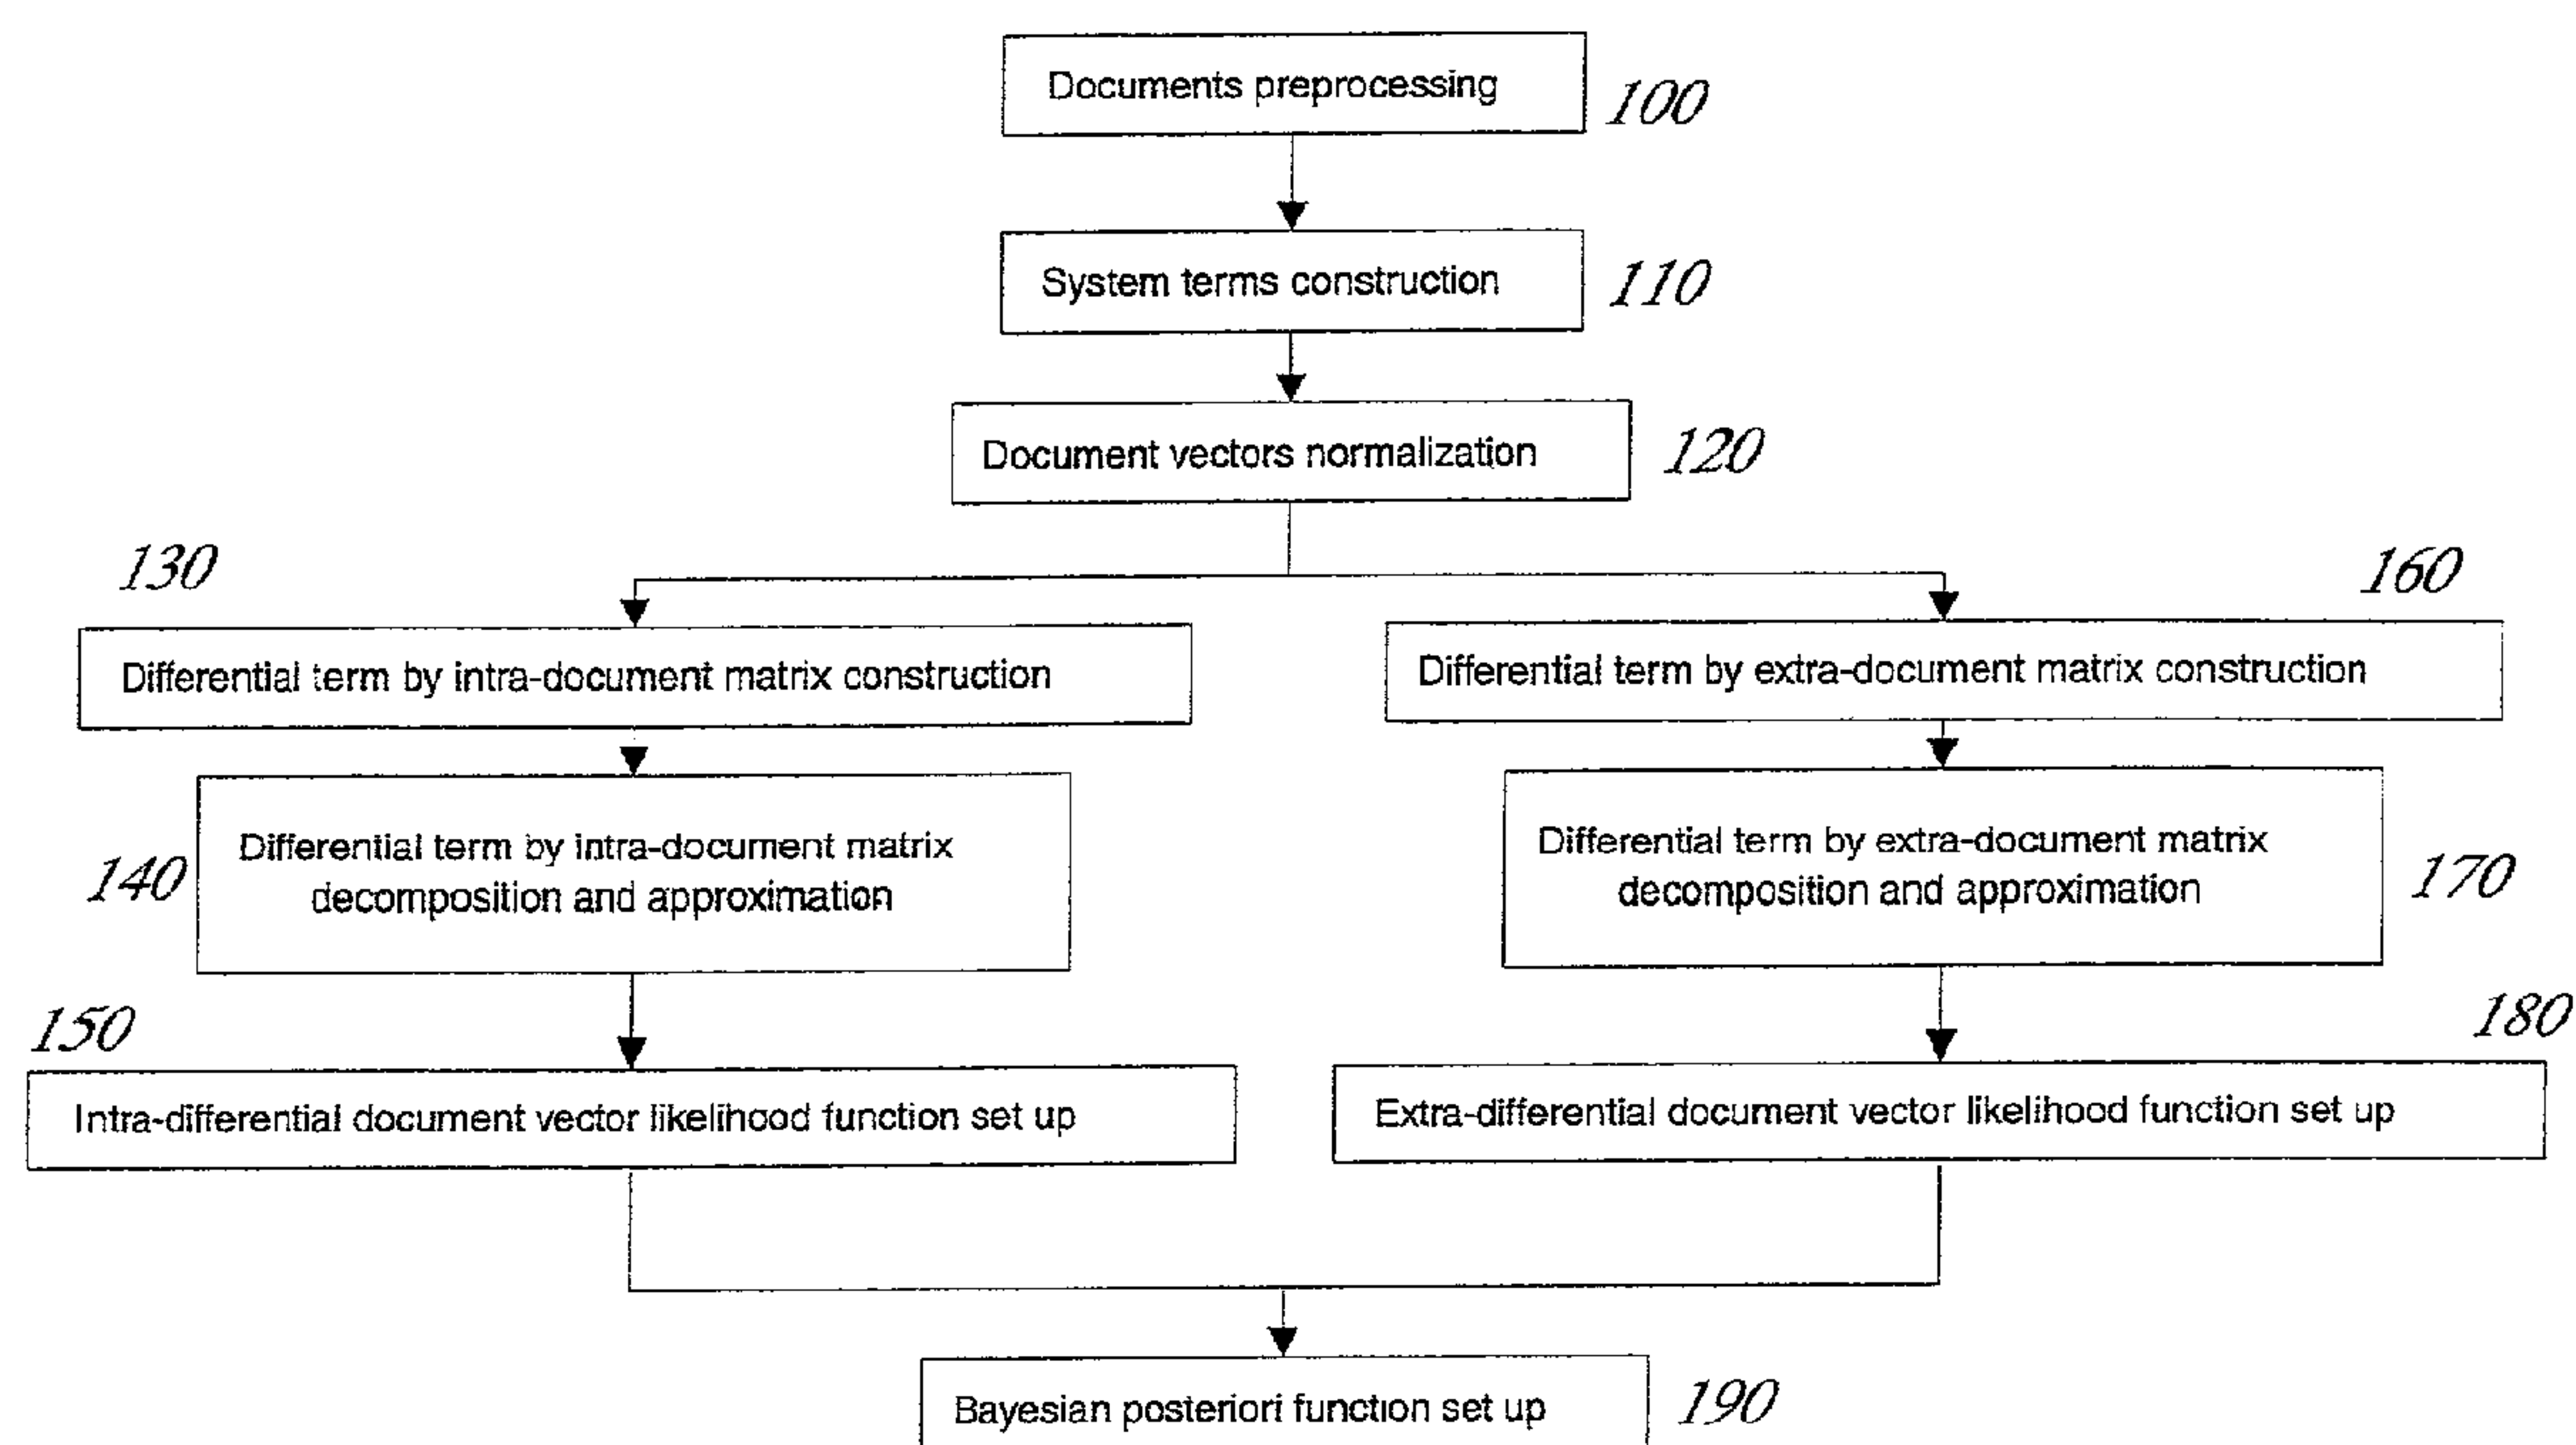 Documents preprocessing
100
System terms construction
110
Document vectors normalization
120
130
160
Differential term by intra-document matrix construction
Differential term by extra-document matrix construction
140
Differential term by intra-document matrix
decomposition and approximation
Differential term by extra-document matrix
decomposition and approximation
170
150
180
Intra-differential document vector likelihood function set up
Extra-differential document vector likelihood function set up
Bayesian posteriori function set up
190